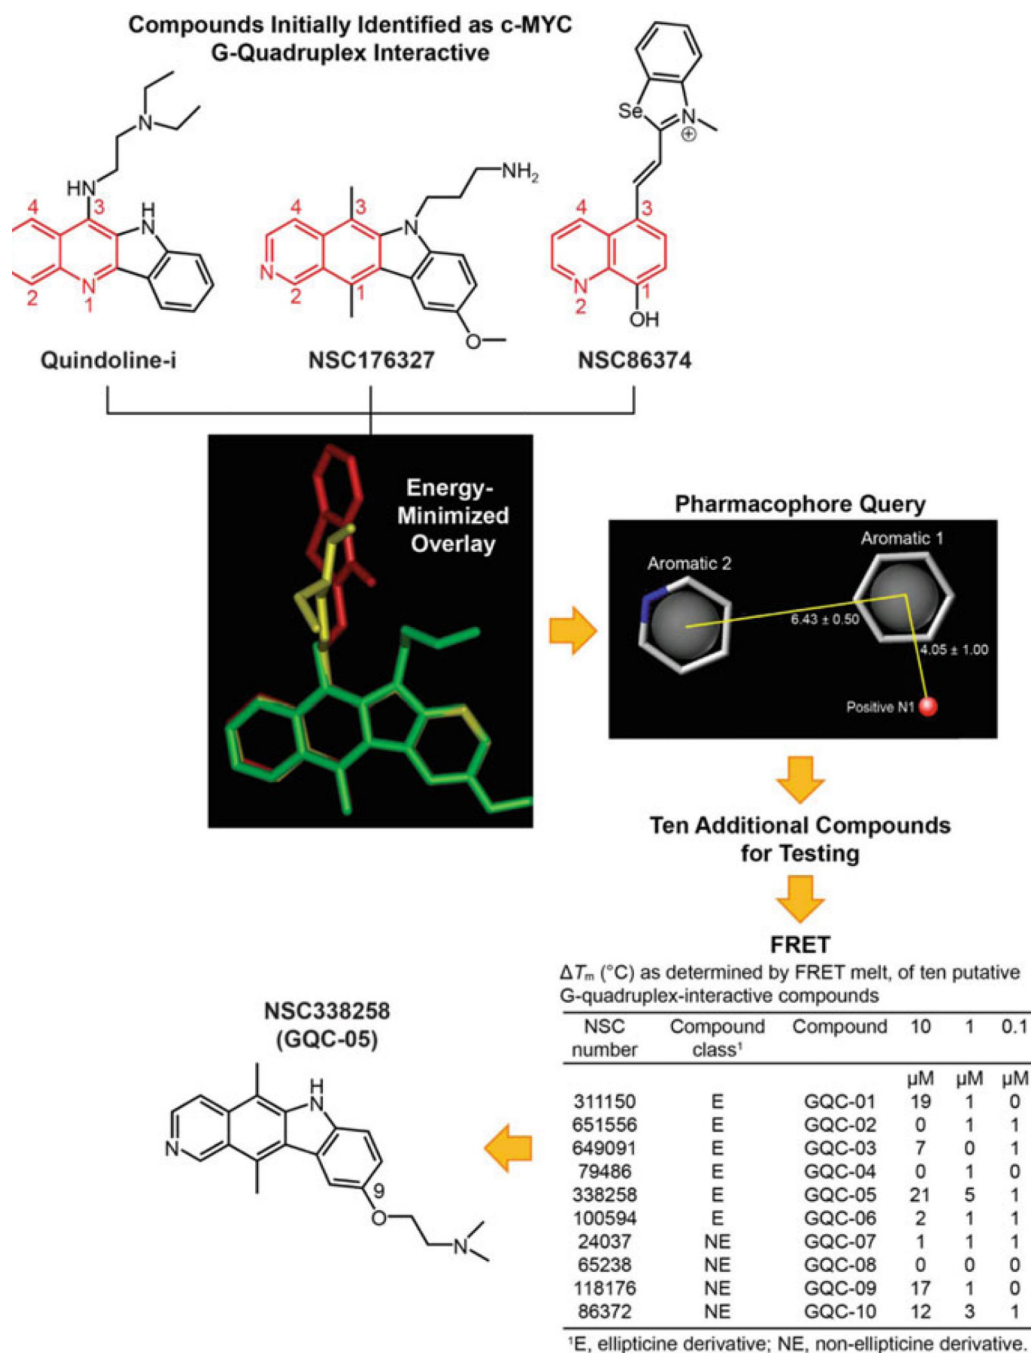 Compounds Initially Identified as c-MYC
G-Quadruplex Interactive
N
HN
4
3
H
N
2
N
1
Quindoline-i
NH2
4
3
N
N
2
1
O
NSC176327
Se
N
⊕
4
3
N
2
1
OH
NSC86374
Energy-
Minimized
Overlay
Pharmacophore Query
Aromatic 1
Aromatic 2
6.43 ± 0.50
4.05 ± 1.00
Positive N1
Ten Additional Compounds
for Testing
FRET
ΔTm (°C) as determined by FRET melt, of ten putative
G-quadruplex-interactive compounds
NSC Compound Compound 10 1 0.1
number class¹
µM µM µM
311150 E GQC-01 19 1 0
651556 E GQC-02 0 1 1
649091 E GQC-03 7 0 1
79486 E GQC-04 0 1 0
338258 E GQC-05 21 5 1
100594 E GQC-06 2 1 1
24037 NE GQC-07 1 1 1
65238 NE GQC-08 0 0 0
118176 NE GQC-09 17 1 0
86372 NE GQC-10 12 3 1
¹E, ellipticine derivative; NE, non-ellipticine derivative.
NSC338258
(GQC-05)
H
N
N
9
O
N